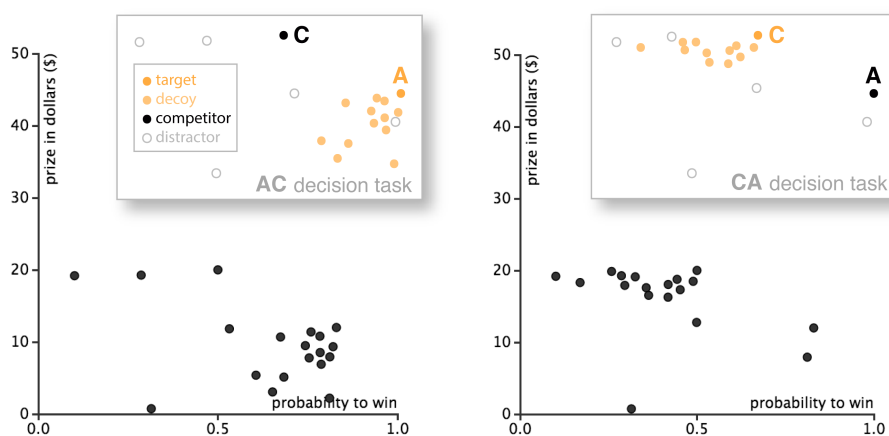 C
A
target
decoy
competitor
distractor
AC decision task
prize in dollars ($)
50
40
30
20
10
0
0.0
0.5
1.0
probability to win
C
A
CA decision task
prize in dollars ($)
50
40
30
20
10
0
0.0
0.5
1.0
probability to win